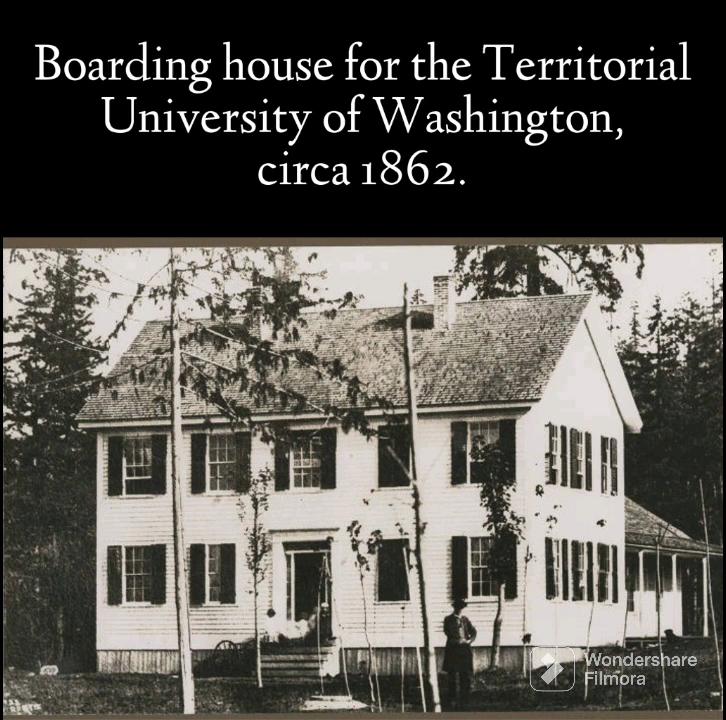 Boarding house for the Territorial
University of Washington,
circa 1862.
Wondershare
Filmora